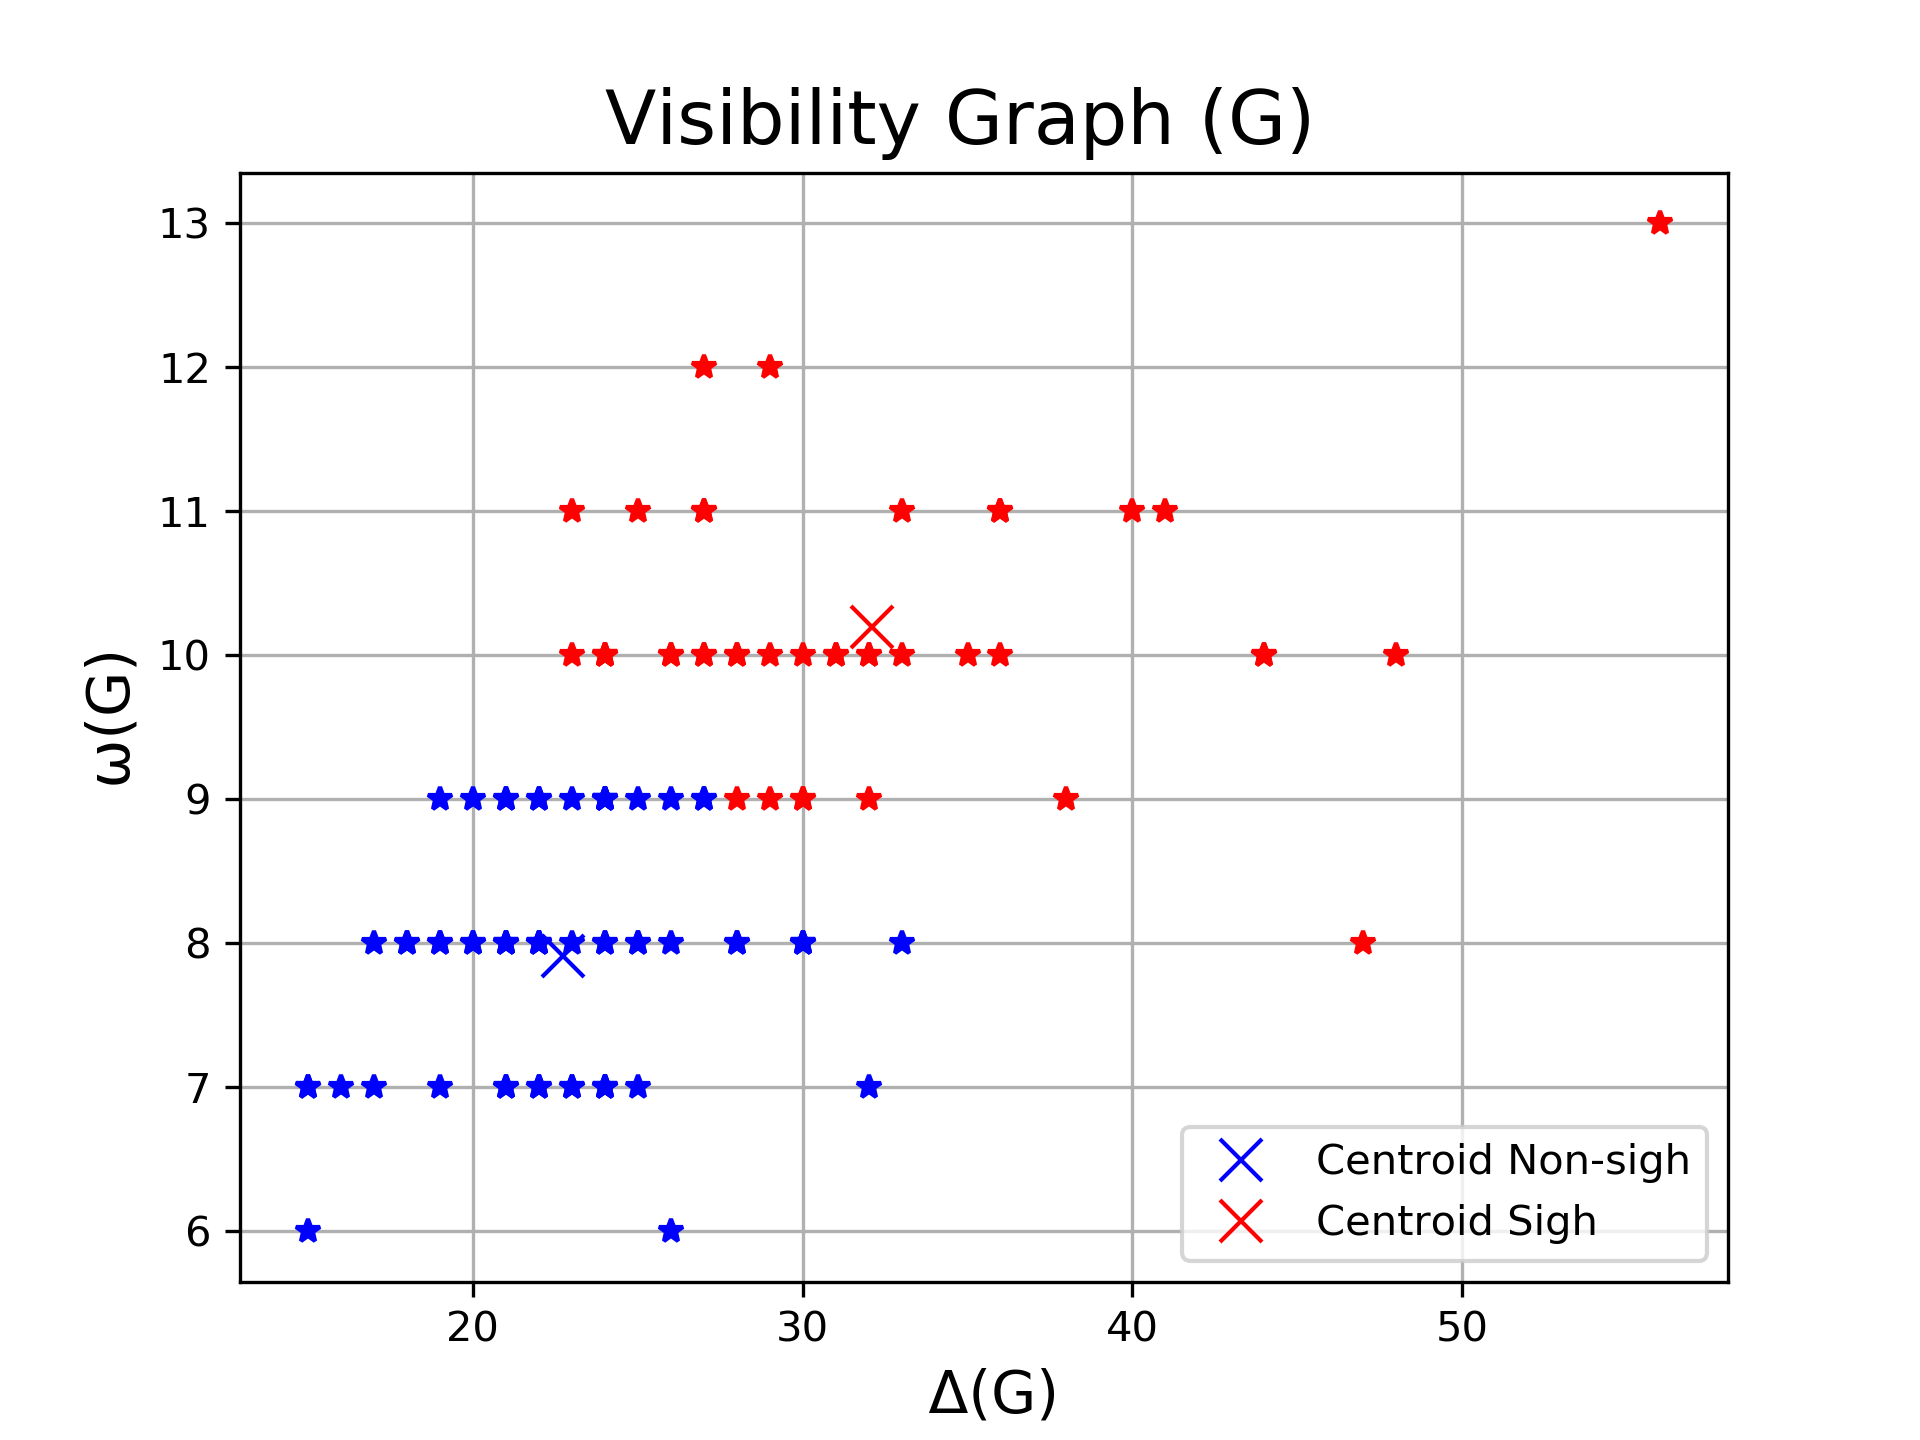 Visibility Graph (G)
13
12
11
10
9
8
7
6
ω(G)
20 30 40 50
Δ(G)
Centroid Non-sigh
Centroid Sigh